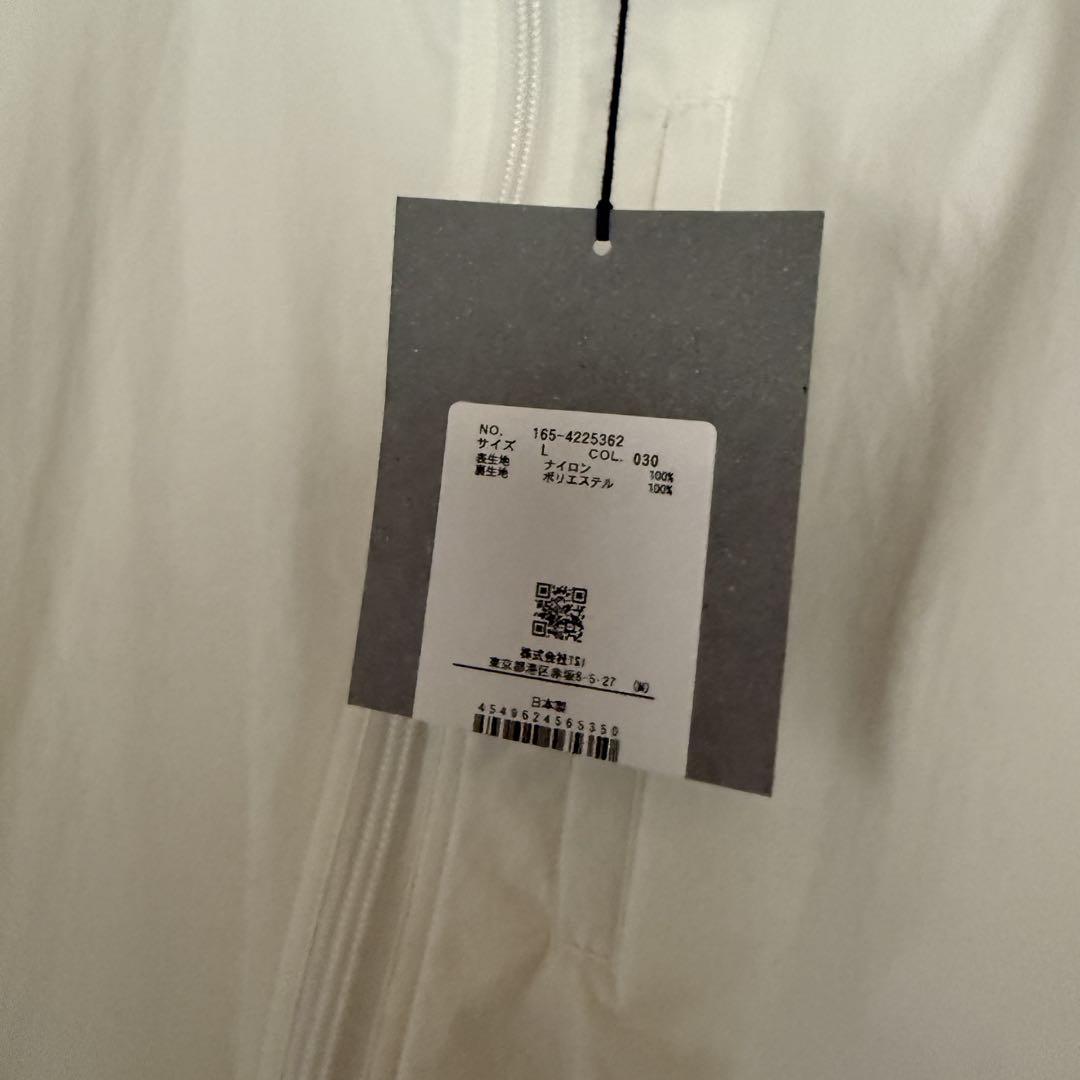 NO. 165-4225362
サイズ L COL. 030
表生地 ナイロン 100%
裏生地 ポリエステル 100%
株式会社TSI
東京都港区赤坂8-5-27 (W)
日本製
4549624565350